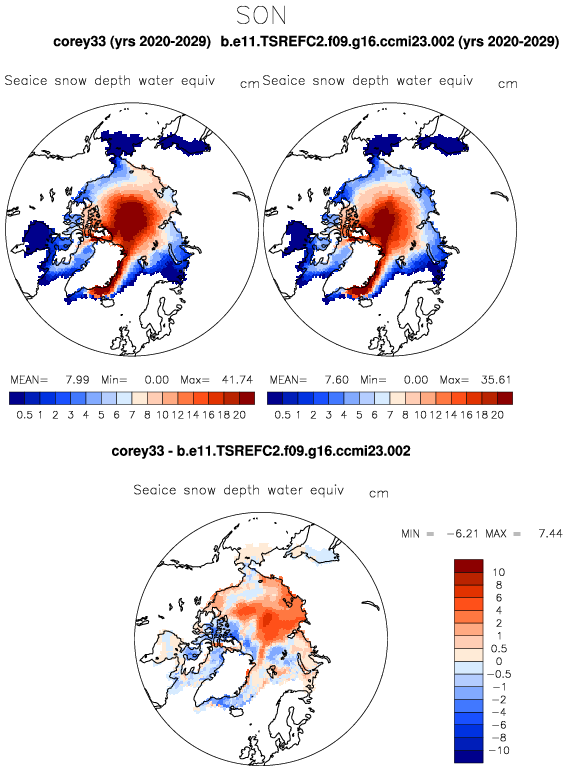 SON
corey33 (yrs 2020-2029) b.e11.TSREFC2.f09.g16.ccmi23.002 (yrs 2020-2029)
Seaice snow depth water equiv cm Seaice snow depth water equiv cm
MEAN= 7.99 Min= 0.00 Max= 41.74 MEAN= 7.60 Min= 0.00 Max= 35.61
0.5 1 2 3 4 5 6 7 8 10 12 14 16 18 20 0.5 1 2 3 4 5 6 7 8 10 12 14 16 18 20
corey33 - b.e11.TSREFC2.f09.g16.ccmi23.002
Seaice snow depth water equiv cm
MIN = -6.21 MAX = 7.44
10
8
6
4
2
1
0.5
0
-0.5
-1
-2
-4
-6
-8
-10